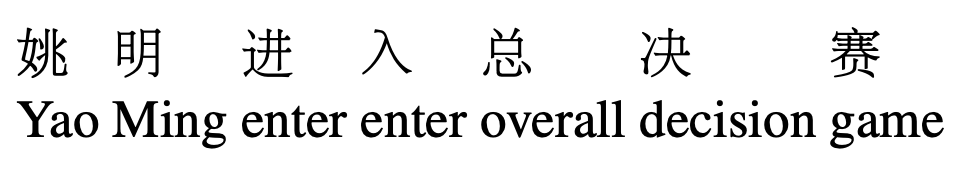 姚 明 进 入 总 决 赛
Yao Ming enter enter overall decision game